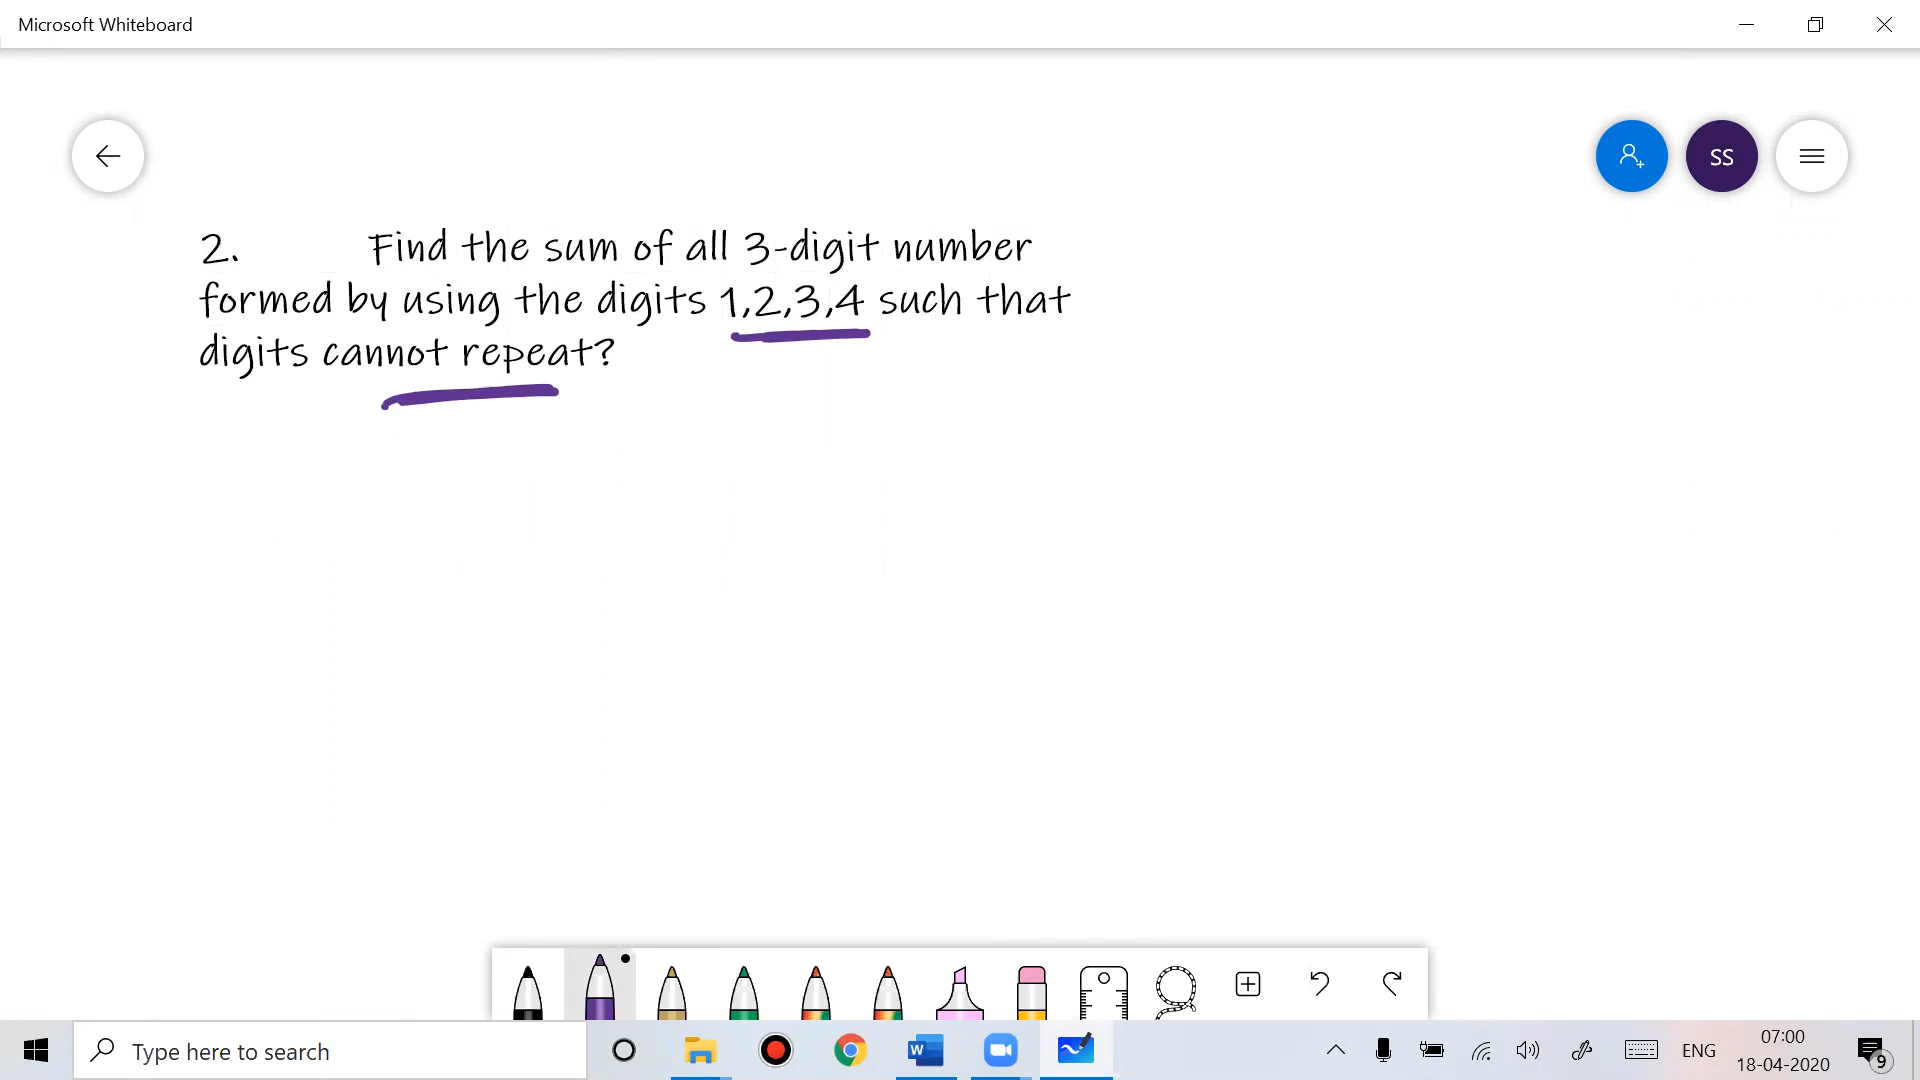 Microsoft Whiteboard
SS
2. Find the sum of all 3-digit number
formed by using the digits 1,2,3,4 such that
digits cannot repeat?
Type here to search
W
ENG
07:00
18-04-2020
9